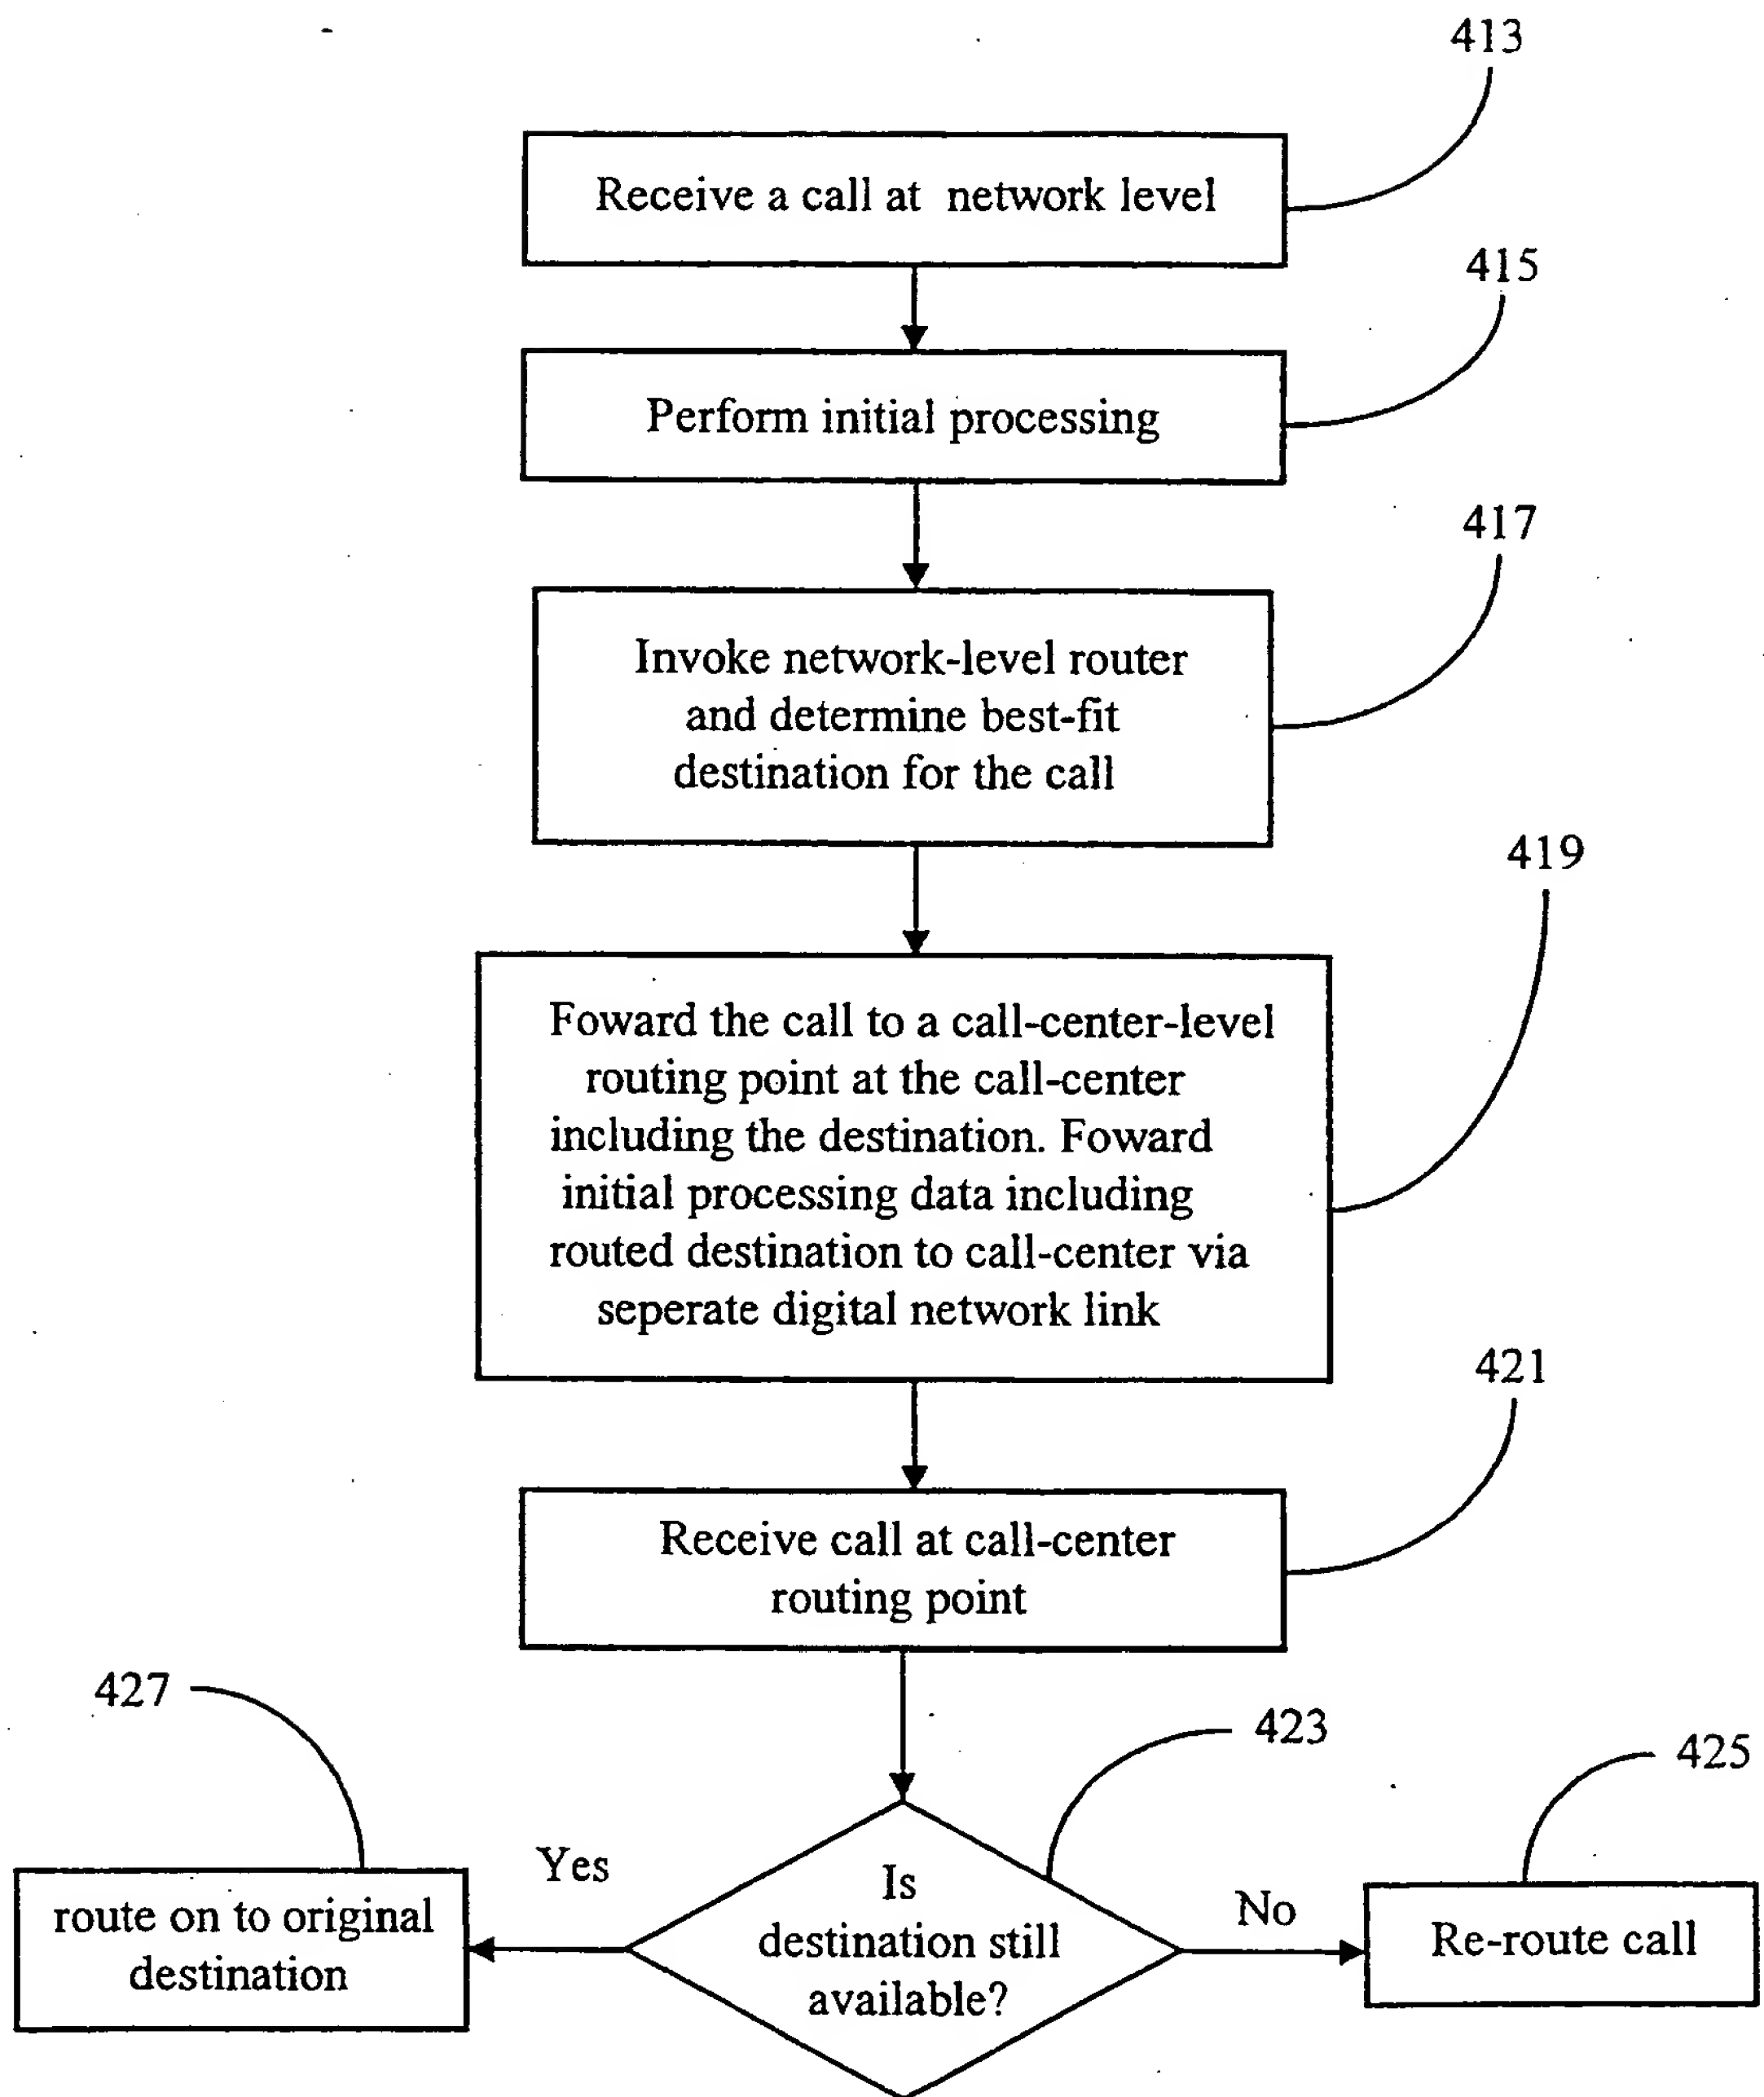 413
Receive a call at network level
415
Perform initial processing
417
Invoke network-level router
and determine best-fit
destination for the call
419
Foward the call to a call-center-level
routing point at the call-center
including the destination. Foward
initial processing data including
routed destination to call-center via
seperate digital network link
421
Receive call at call-center
routing point
427
423
425
Yes
No
route on to original
destination
Is
destination still
available?
Re-route call